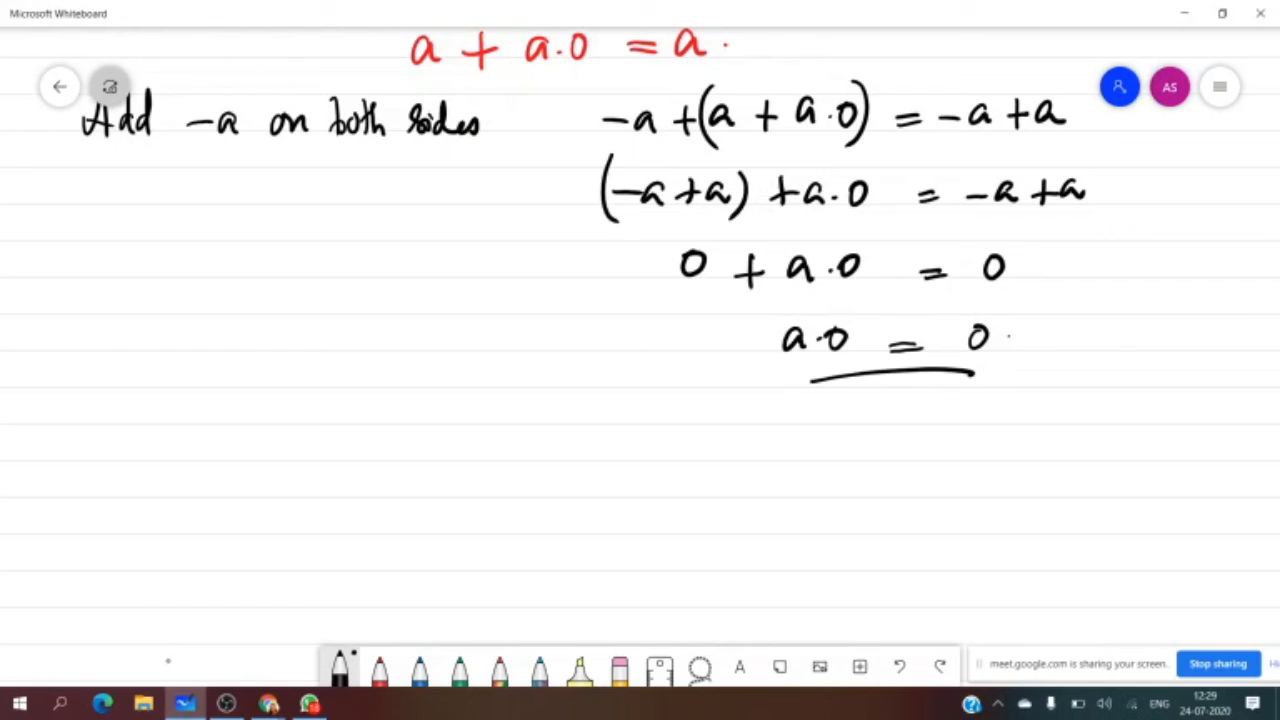 Microsoft Whiteboard
a + a.0 = a.
AS
Add -a on both sides -a +(a + a.0) = -a +a
(-a +a) +a.0 = -a +a
0 + a.0 = 0
a.0 = 0.
A
meet.google.com is sharing your screen. Stop sharing
ENG 12:29
24-07-2020